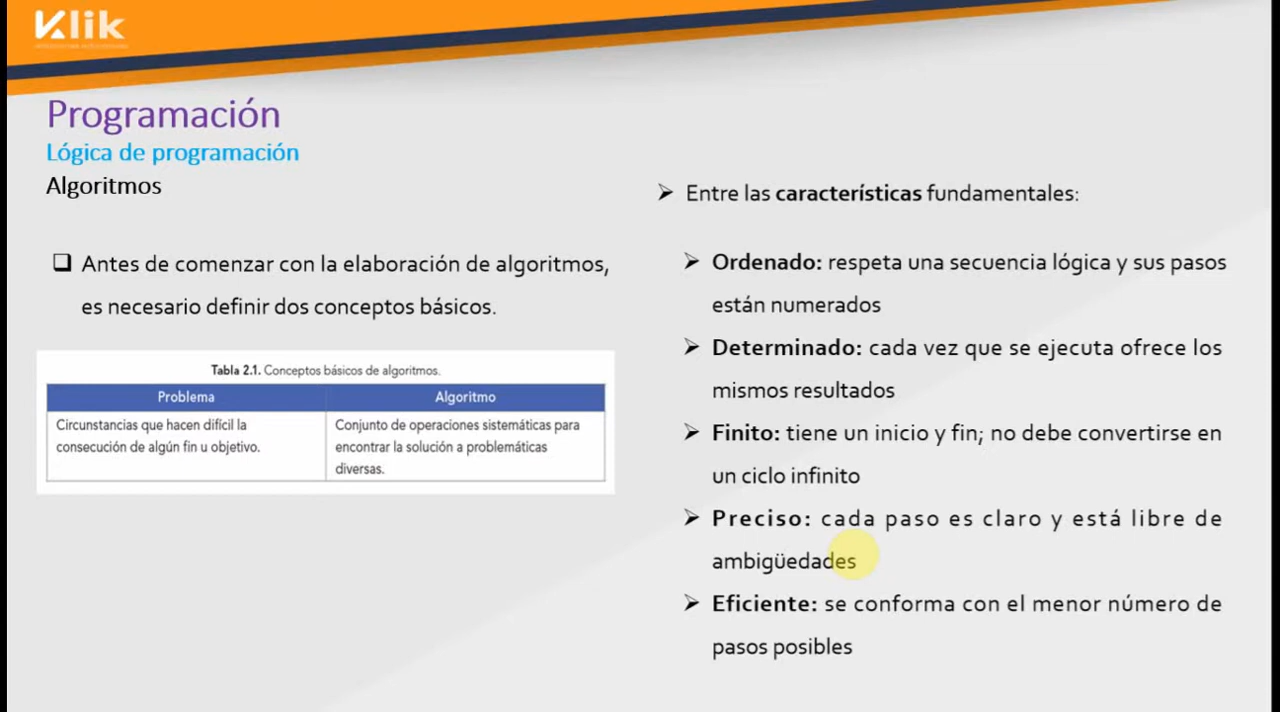 Klik
Programación
Lógica de programación
Algoritmos
Antes de comenzar con la elaboración de algoritmos,
es necesario definir dos conceptos básicos.
Tabla 2.1. Conceptos básicos de algoritmos.
Problema
Algoritmo
Circunstancias que hacen difícil la
consecución de algún fin u objetivo.
Conjunto de operaciones sistemáticas para
encontrar la solución a problemáticas
diversas.
Entre las características fundamentales:
Ordenado: respeta una secuencia lógica y sus pasos
están numerados
Determinado: cada vez que se ejecuta ofrece los
mismos resultados
Finito: tiene un inicio y fin; no debe convertirse en
un ciclo infinito
Preciso: cada paso es claro y está libre de
ambigüedades
Eficiente: se conforma con el menor número de
pasos posibles